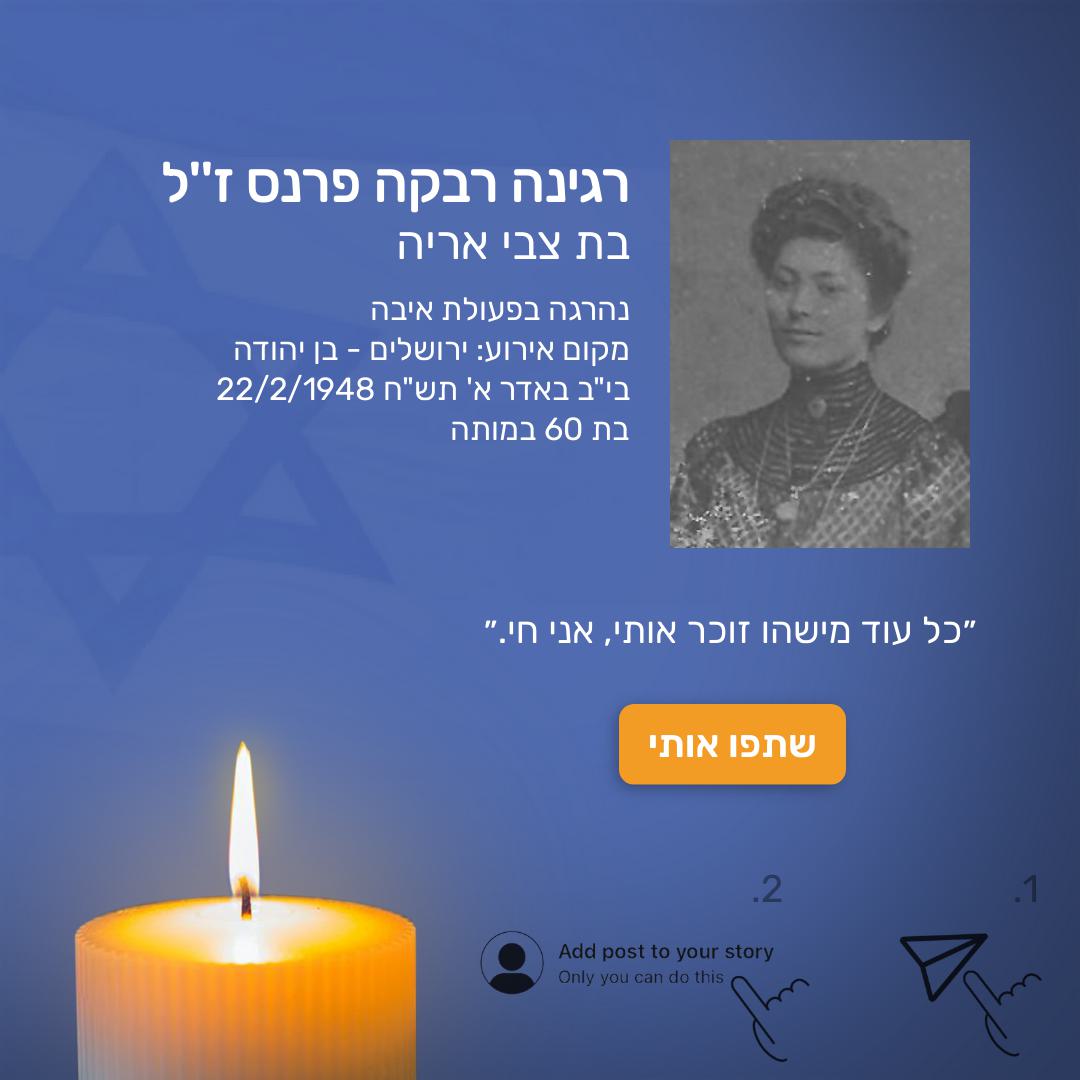 רגינה רבקה פרנס ז"ל
בת צבי אריה
נהרגה בפעולת איבה
מקום אירוע: ירושלים - בן יהודה
בי"ב באדר א' תש"ח 22/2/1948
בת 60 במותה
״כל עוד מישהו זוכר אותי, אני חי.״
שתפו אותי
1.
2.
Add post to your story
Only you can do this